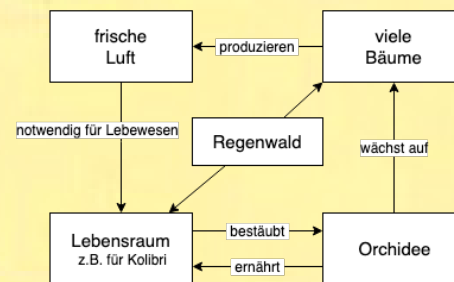 frische
Luft
produzieren
viele
Bäume
notwendig für Lebewesen
Regenwald
wächst auf
Lebensraum
z.B. für Kolibri
bestäubt
ernährt
Orchidee